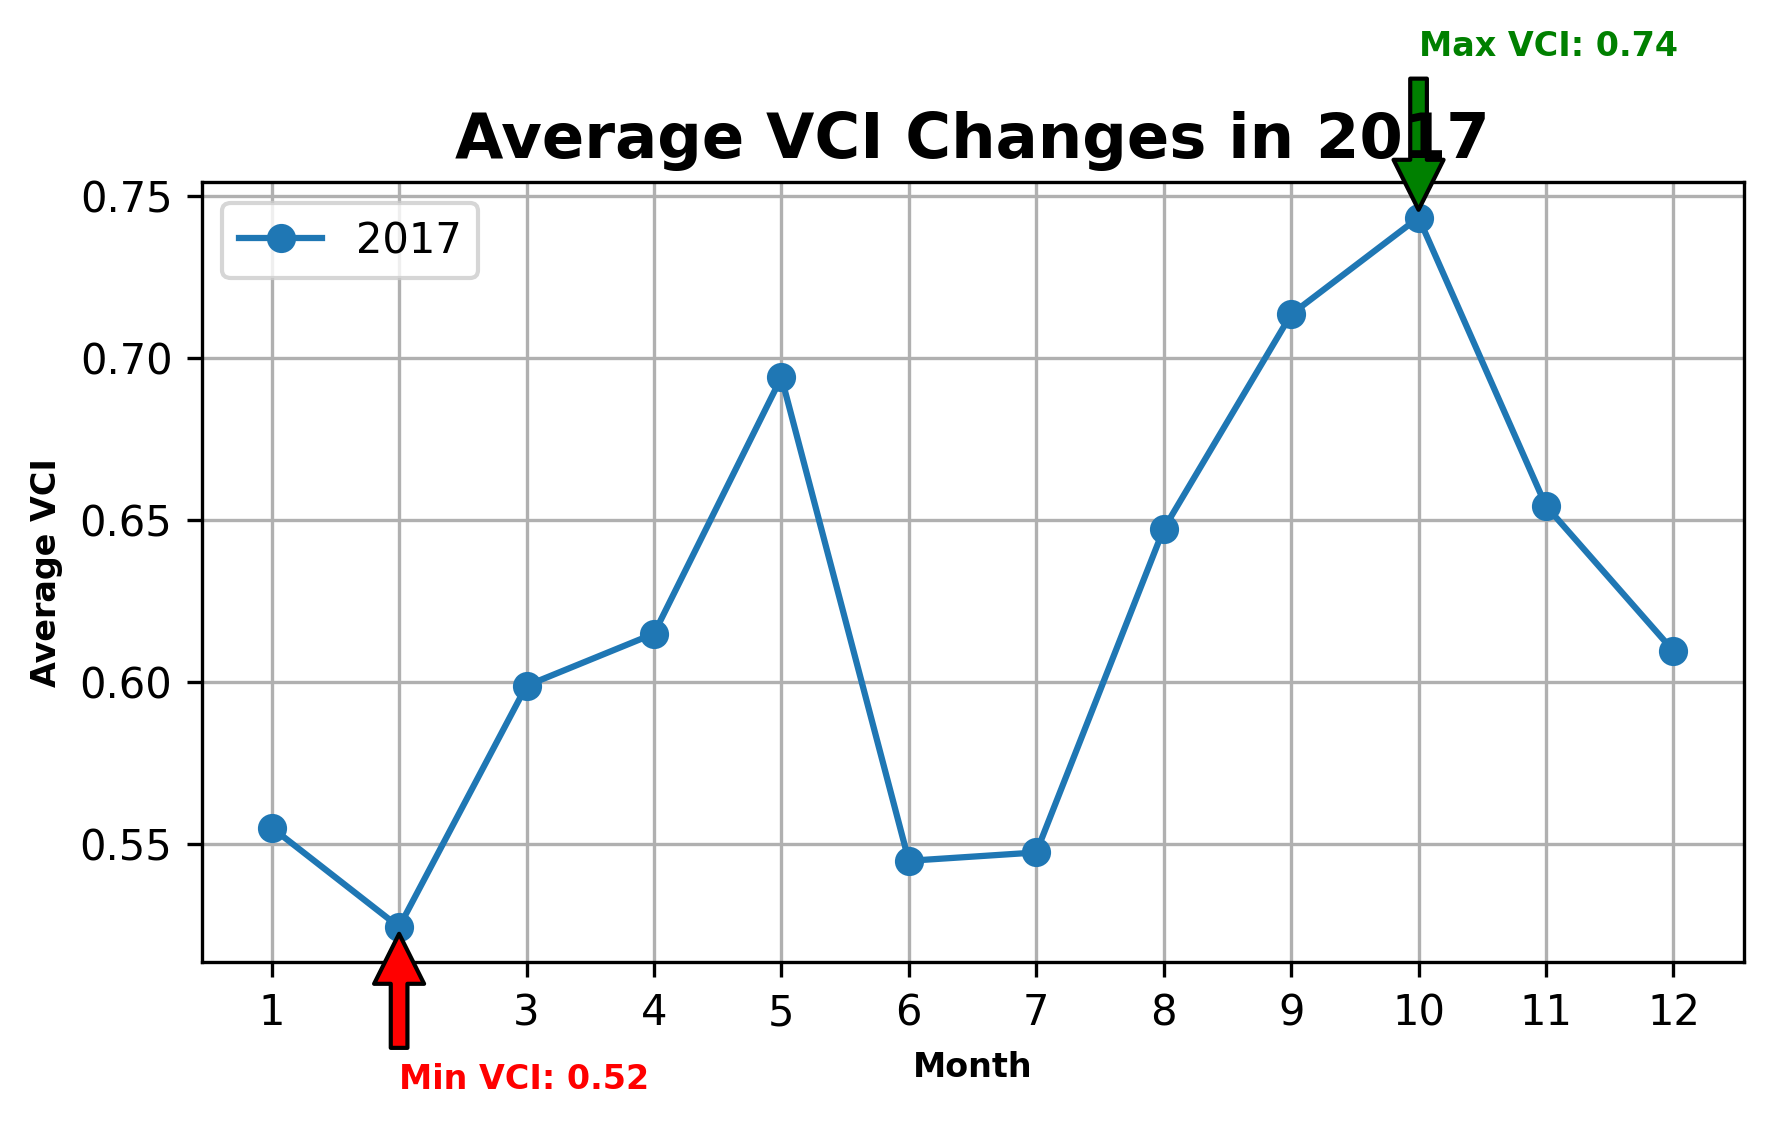 Max VCI: 0.74
Average VCI Changes in 2017
2017
0.75
0.70
0.65
0.60
0.55
Average VCI
1 3 4 5 6 7 8 9 10 11 12
Month
Min VCI: 0.52